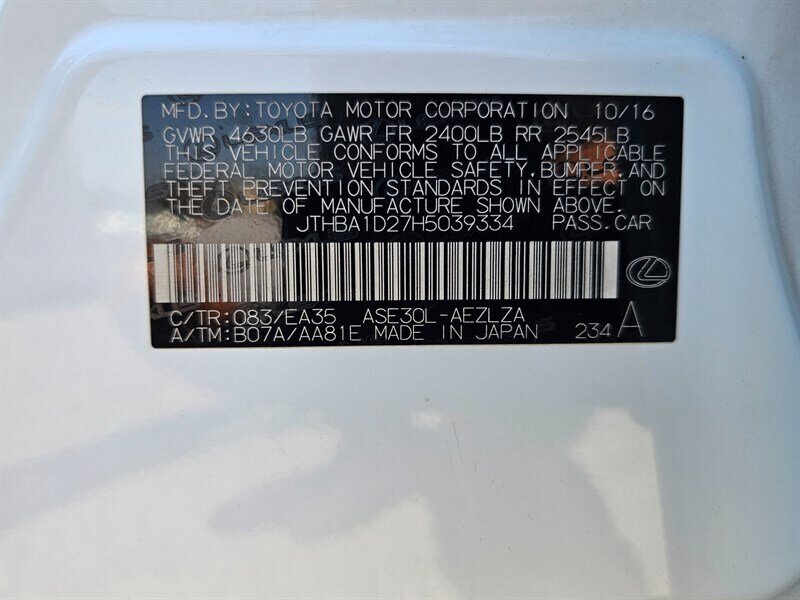 MFD.BY:TOYOTA MOTOR CORPORATION 10/16
GVWR 4630LB GAWR FR 2400LB RR 2545LB
THIS VEHICLE CONFORMS TO ALL APPLICABLE
FEDERAL MOTOR VEHICLE SAFETY,BUMPER,AND
THEFT PREVENTION STANDARDS IN EFFECT ON
THE DATE OF MANUFACTURE SHOWN ABOVE.
JTHBA1D27H5039334 PASS.CAR
C/TR:083/EA35 ASE30L-AEZLZA
A/TM:B07A/AA81E MADE IN JAPAN 234 A